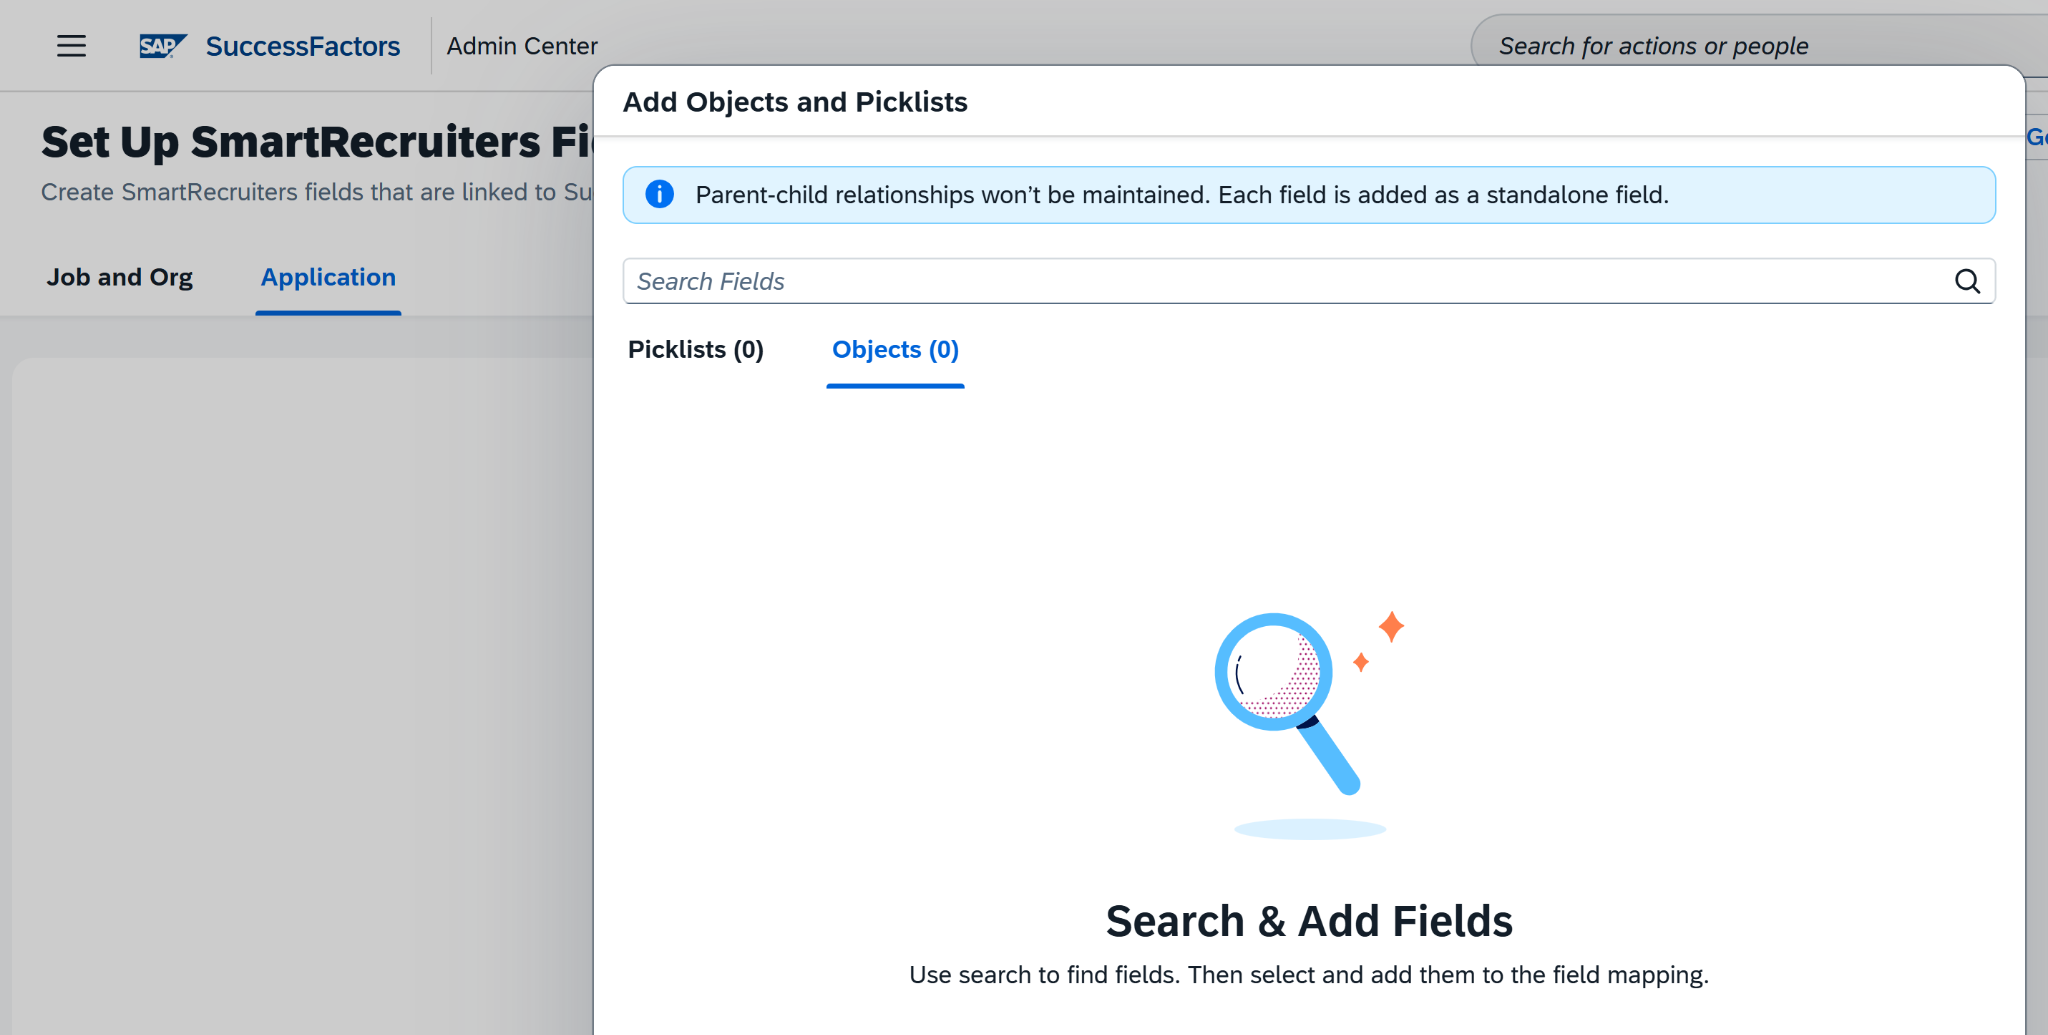 SAP SuccessFactors Admin Center
Search for actions or people
Add Objects and Picklists
Set Up SmartRecruiters
Create SmartRecruiters fields that are linked to
Job and Org
Application
Parent-child relationships won’t be maintained. Each field is added as a standalone field.
Search Fields
Picklists (0)
Objects (0)
Search & Add Fields
Use search to find fields. Then select and add them to the field mapping.